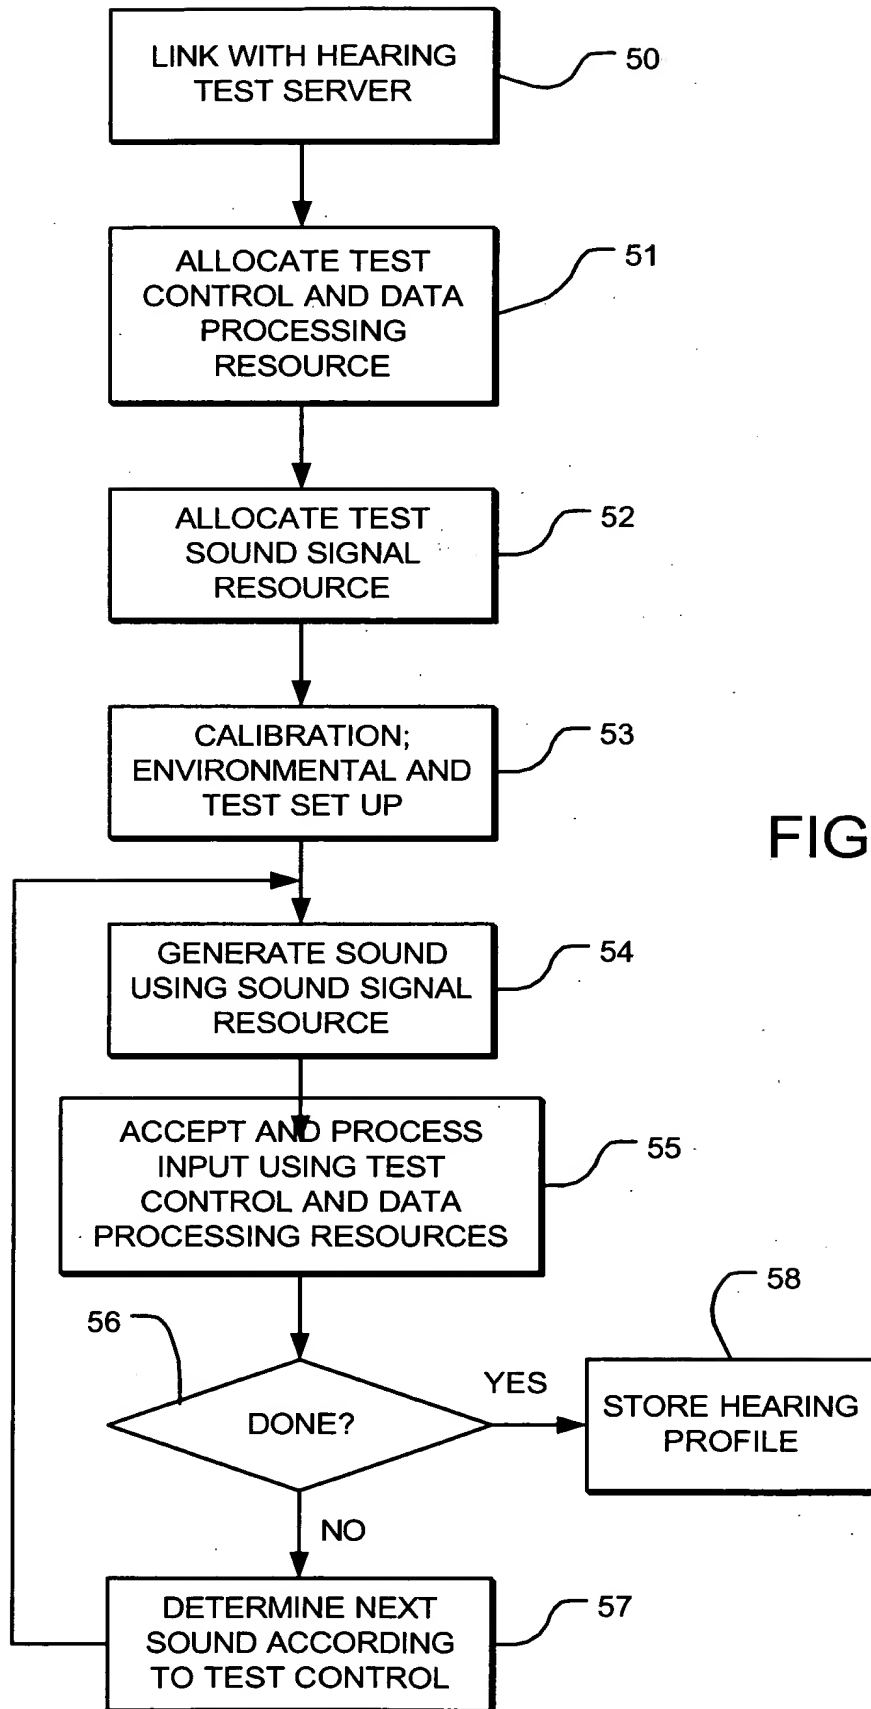 LINK WITH HEARING
TEST SERVER
50
ALLOCATE TEST
CONTROL AND DATA
PROCESSING
RESOURCE
51
ALLOCATE TEST
SOUND SIGNAL
RESOURCE
52
CALIBRATION;
ENVIRONMENTAL AND
TEST SET UP
53
FIG
GENERATE SOUND
USING SOUND SIGNAL
RESOURCE
54
ACCEPT AND PROCESS
INPUT USING TEST
CONTROL AND DATA
PROCESSING RESOURCES
55
56
DONE?
YES
58
STORE HEARING
PROFILE
NO
DETERMINE NEXT
SOUND ACCORDING
TO TEST CONTROL
57